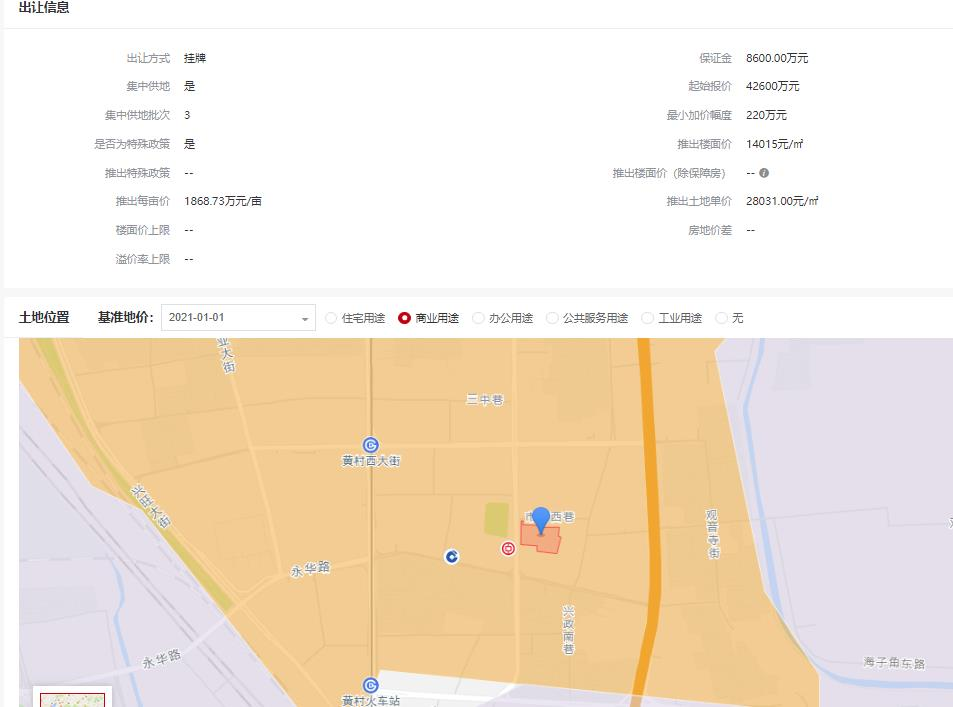 出让信息
出让方式 挂牌 保证金 8600.00万元
集中供地 是 起始报价 42600万元
集中供地批次 3 最小加价幅度 220万元
是否为特殊政策 是 推出楼面价 14015元/㎡
推出特殊政策 -- 推出楼面价（除保障房） --
推出每亩价 1868.73万元/亩 推出土地单价 28031.00元/㎡
楼面价上限 -- 房地价差 --
溢价率上限 --
土地位置 基准地价： 2021-01-01 住宅用途 商业用途 办公用途 公共服务用途 工业用途 无
业大街
三中巷
黄村西大街
兴旺大街
西巷
观音寺街
永华路
兴政南巷
永华路
海子角东路
黄村火车站